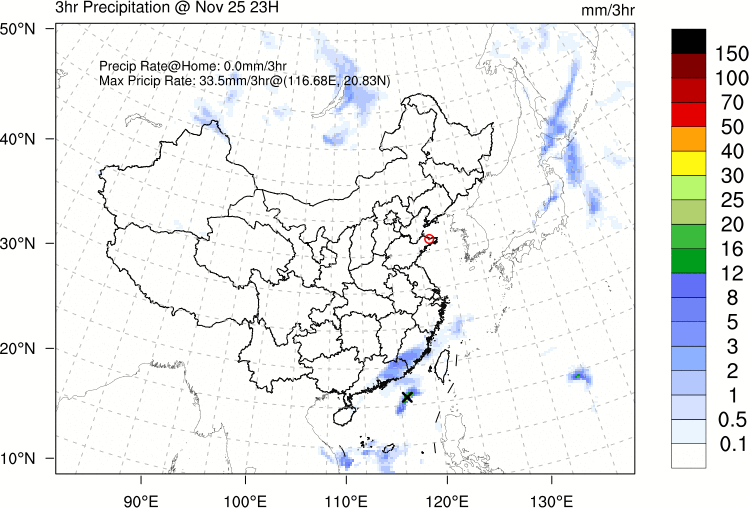 3hr Precipitation @ Nov 25 23H
mm/3hr
Precip Rate@Home: 0.0mm/3hr
Max Pricip Rate: 33.5mm/3hr@(116.68E, 20.83N)
50°N
40°N
30°N
20°N
10°N
90°E
100°E
110°E
120°E
130°E
150
100
70
50
40
30
25
20
16
12
8
5
3
2
1
0.5
0.1